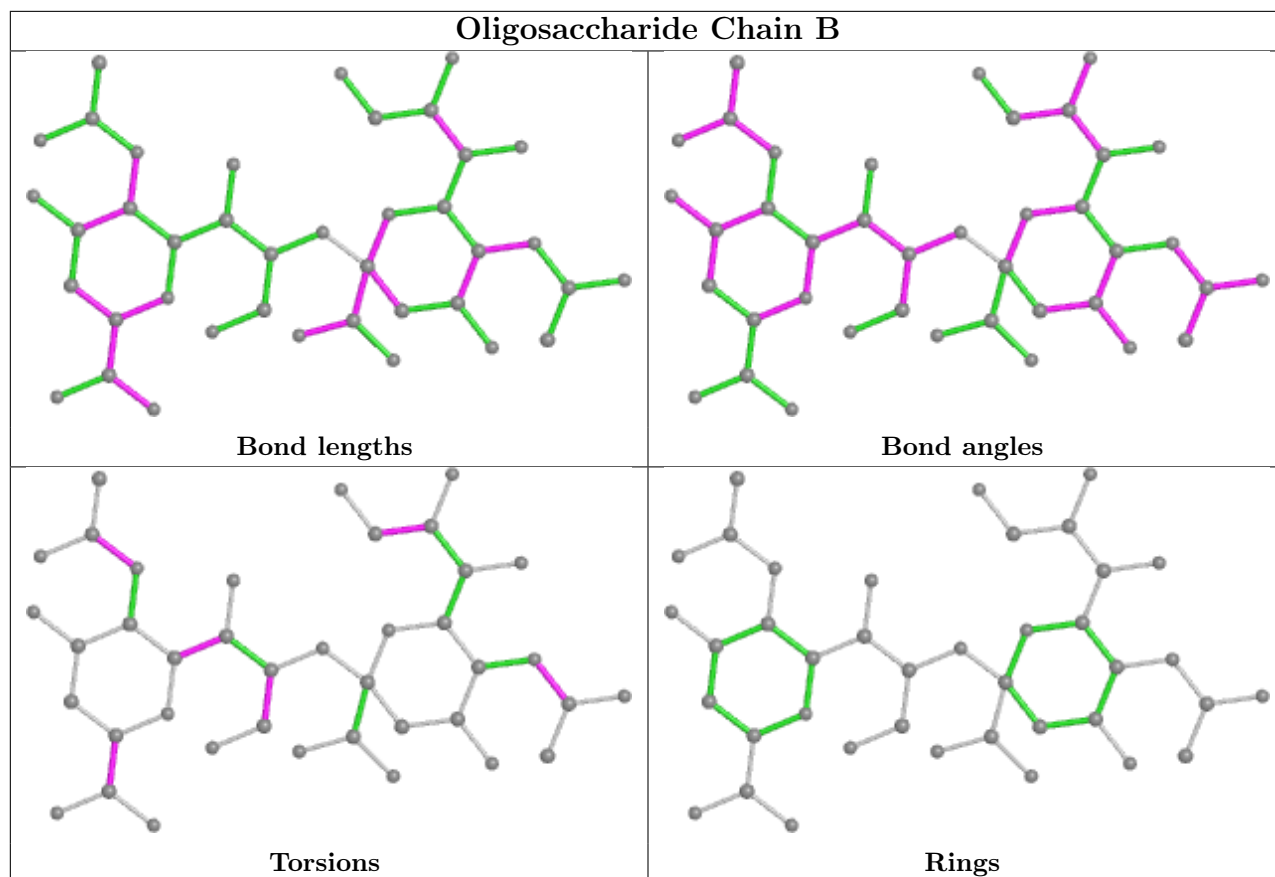 Oligosaccharide Chain B
Bond lengths
Bond angles
Torsions
Rings